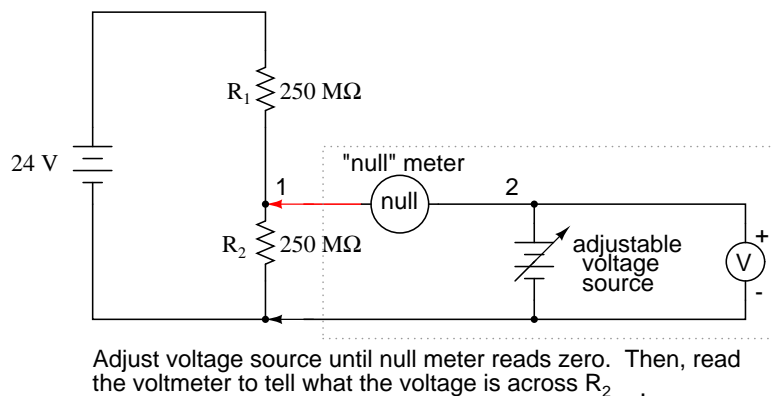 R1 250 MΩ
24 V
"null" meter
1
null
2
R2 250 MΩ
adjustable
voltage
source
+
V
-
Adjust voltage source until null meter reads zero. Then, read
the voltmeter to tell what the voltage is across R2 .